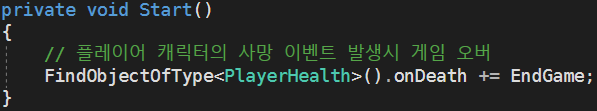 private void Start()
{
// 플레이어 캐릭터의 사망 이벤트 발생시 게임 오버
FindObjectOfType<PlayerHealth>().onDeath += EndGame;
}